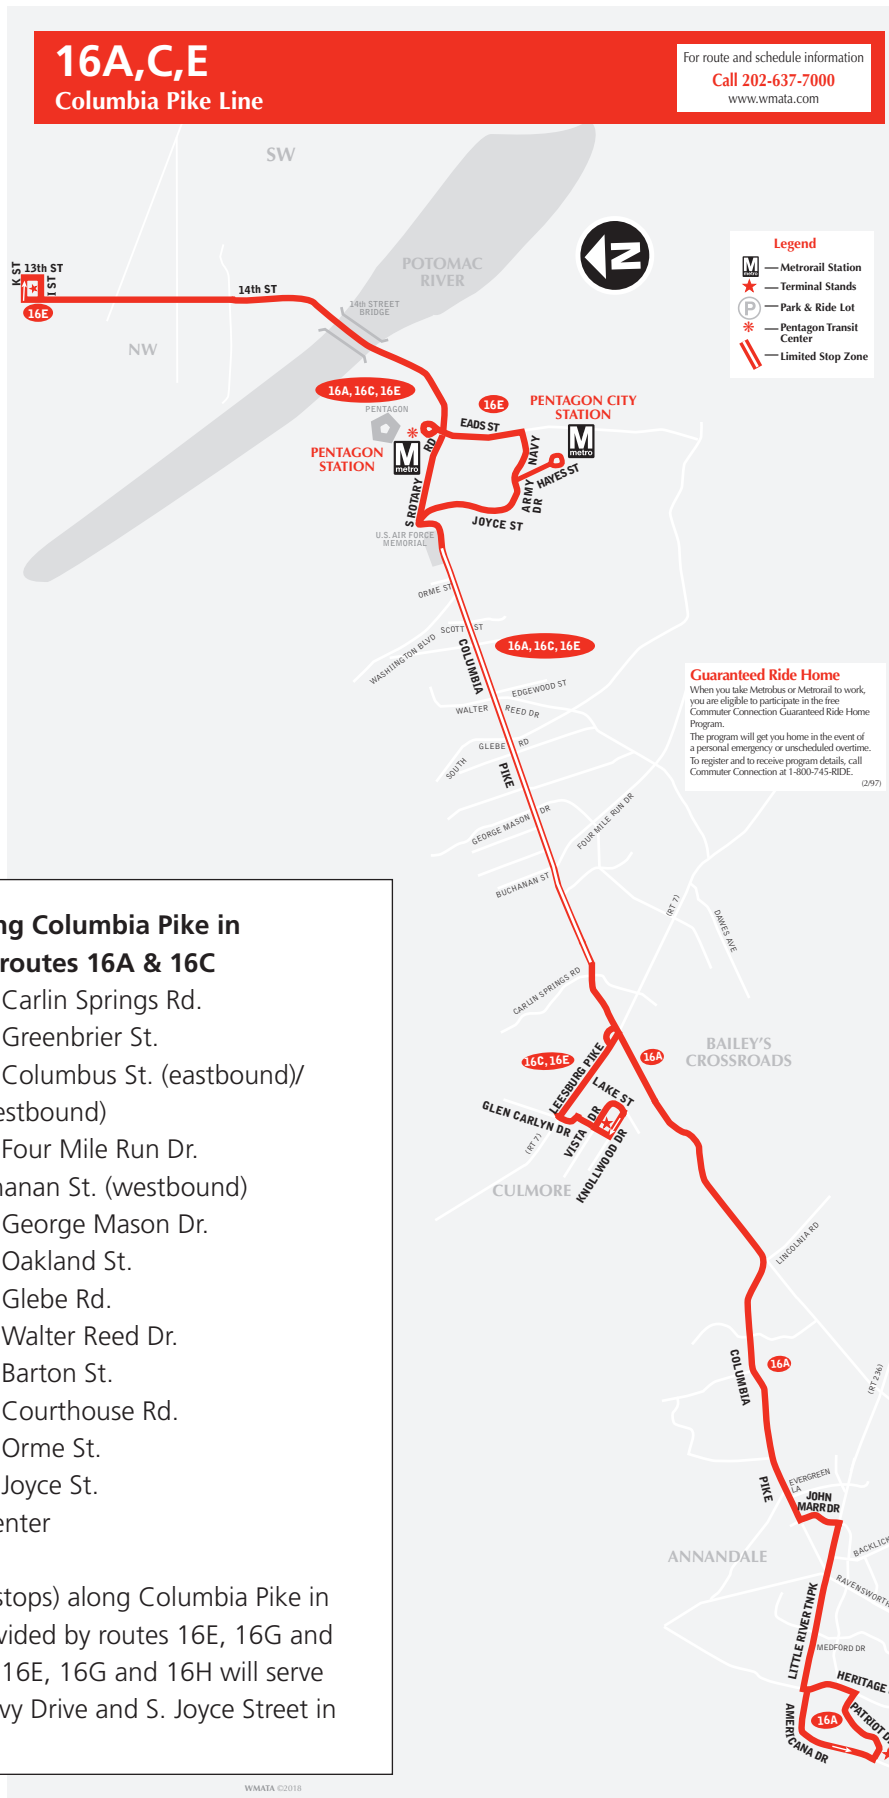 16A,C,E
Columbia Pike Line
For route and schedule information
Call 202-637-7000
www.wmata.com
SW
K ST
13th ST
I ST
16E
14th ST
NW
POTOMAC
RIVER
14th STREET
BRIDGE
N
Legend
M metro
Metrorail Station
Terminal Stands
P
Park & Ride Lot
Pentagon Transit
Center
Limited Stop Zone
16A, 16C, 16E
PENTAGON
16E
EADS ST
PENTAGON CITY
STATION
M
metro
PENTAGON
STATION
M
metro
S ROTARY
RD
ARMY
NAVY
DR
HAYES ST
JOYCE ST
U.S. AIR FORCE
MEMORIAL
ORME ST
SCOTT ST
WASHINGTON BLVD
16A, 16C, 16E
COLUMBIA
EDGEWOOD ST
WALTER REED DR
SOUTH
GLEBE RD
PIKE
Guaranteed Ride Home
When you take Metrobus or Metrorail to work,
you are eligible to participate in the free
Commuter Connection Guaranteed Ride Home
Program.
The program will get you home in the event of
a personal emergency or unscheduled overtime.
To register and to receive program details, call
Commuter Connection at 1-800-745-RIDE.
(2/97)
GEORGE MASON DR
FOUR MILE RUN DR
BUCHANAN ST
(RT 7)
DAWES AVE
CARLIN SPRINGS RD
ng Columbia Pike in
routes 16A & 16C
Carlin Springs Rd.
Greenbrier St.
Columbus St. (eastbound)/
estbound)
Four Mile Run Dr.
hanan St. (westbound)
George Mason Dr.
Oakland St.
Glebe Rd.
Walter Reed Dr.
Barton St.
Courthouse Rd.
Orme St.
Joyce St.
enter
stops) along Columbia Pike in
vided by routes 16E, 16G and
16E, 16G and 16H will serve
vy Drive and S. Joyce Street in
16C, 16E
16A
BAILEY'S
CROSSROADS
LEESBURG PIKE
LAKE ST
GLEN CARLYN DR
(RT 7)
VISTA DR
KNOLLWOOD DR
CULMORE
LINCOLNIA RD
COLUMBIA
16A
(RT 236)
PIKE
EVERGREEN
LA
JOHN
MARR DR
ANNANDALE
BACKLICK
RAVENSWORTH
LITTLE RIVER TNPK
MEDFORD DR
HERITAGE
PATRIOT D
16A
AMERICANA DR
WMATA ©2018